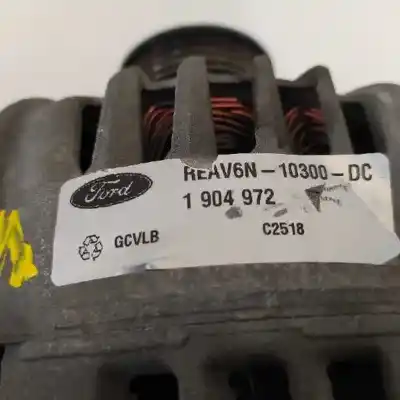 Ford
REAV6N-10300-DC
1 904 972
GCVLB
C2518